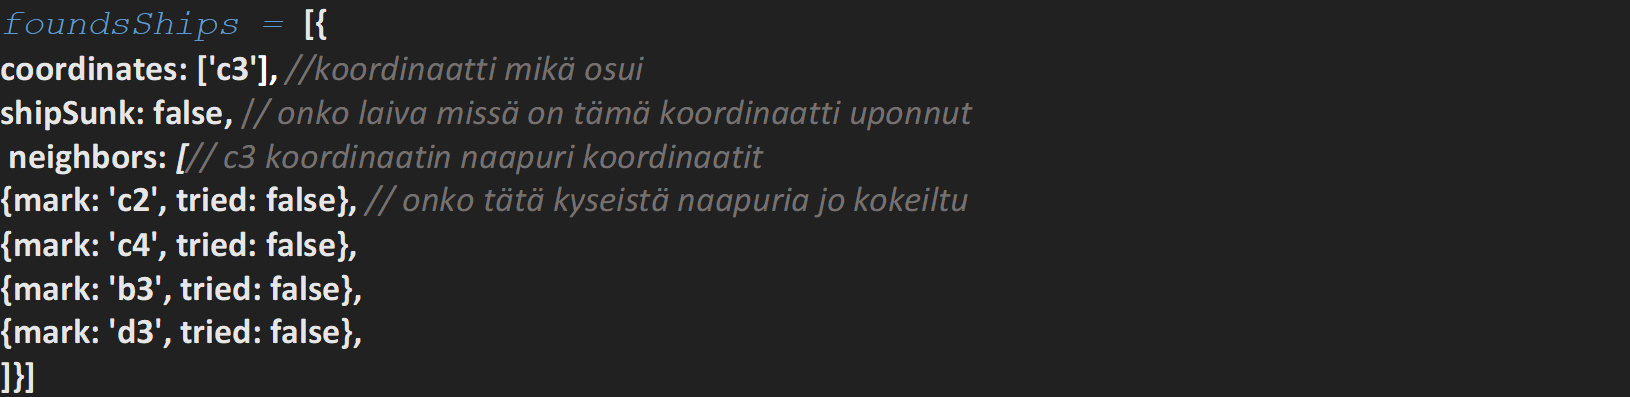 foundsShips = [{
coordinates: ['c3'], //koordinaatti mikä osui
shipSunk: false, // onko laiva missä on tämä koordinaatti uponnut
neighbors: [// c3 koordinaatin naapuri koordinaatit
{mark: 'c2', tried: false}, // onko tätä kyseistä naapuria jo kokeiltu
{mark: 'c4', tried: false},
{mark: 'b3', tried: false},
{mark: 'd3', tried: false},
]}]